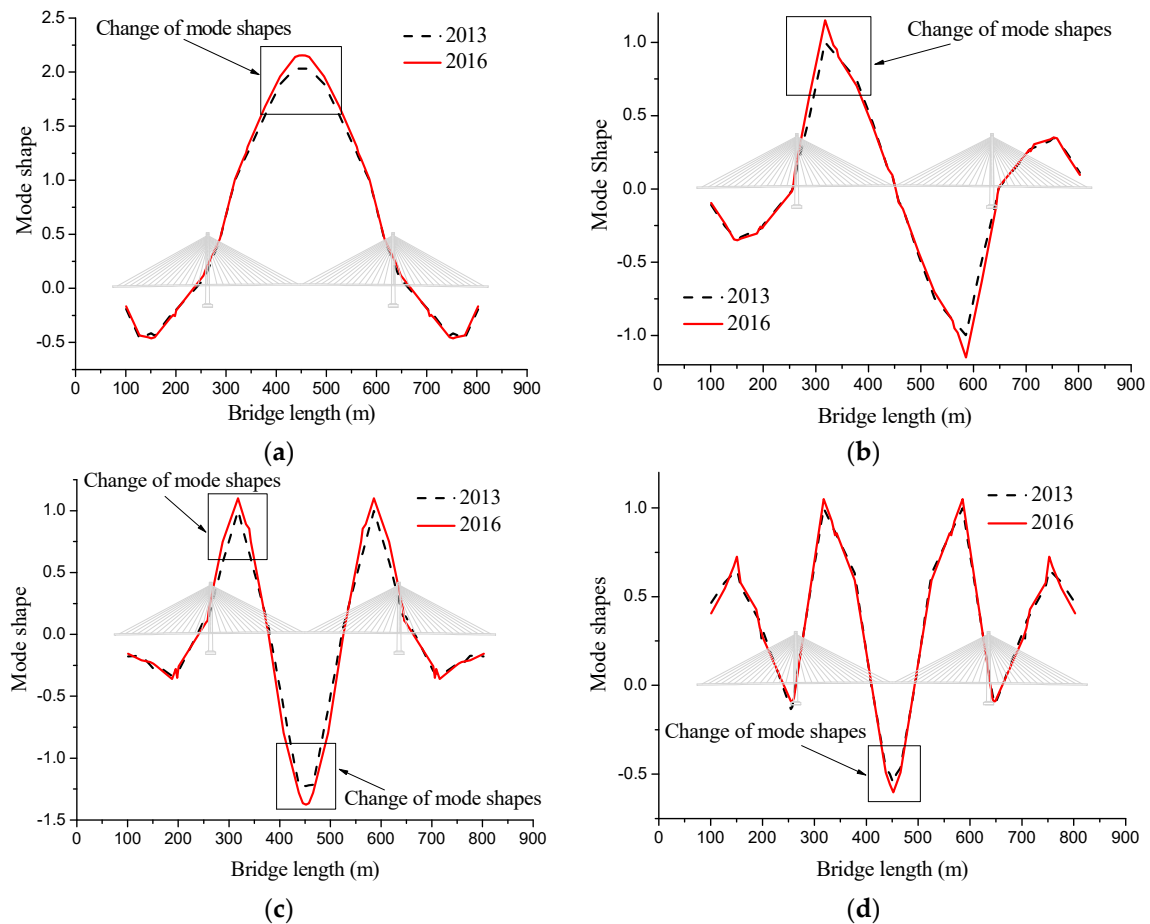 Change of mode shapes
2013
2016
2.5
2.0
1.5
1.0
0.5
0.0
-0.5
Mode shape
0 100 200 300 400 500 600 700 800 900
Bridge length (m)
(a)
Change of mode shapes
1.0
0.5
0.0
-0.5
-1.0
Mode Shape
2013
2016
0 100 200 300 400 500 600 700 800 900
Bridge length (m)
(b)
Change of mode shapes
2013
2016
1.0
0.5
0.0
-0.5
-1.0
-1.5
Mode shape
Change of mode shapes
0 100 200 300 400 500 600 700 800 900
Bridge length (m)
(c)
2013
2016
1.0
0.5
0.0
-0.5
Mode shapes
Change of mode shapes
0 100 200 300 400 500 600 700 800 900
Bridge length (m)
(d)